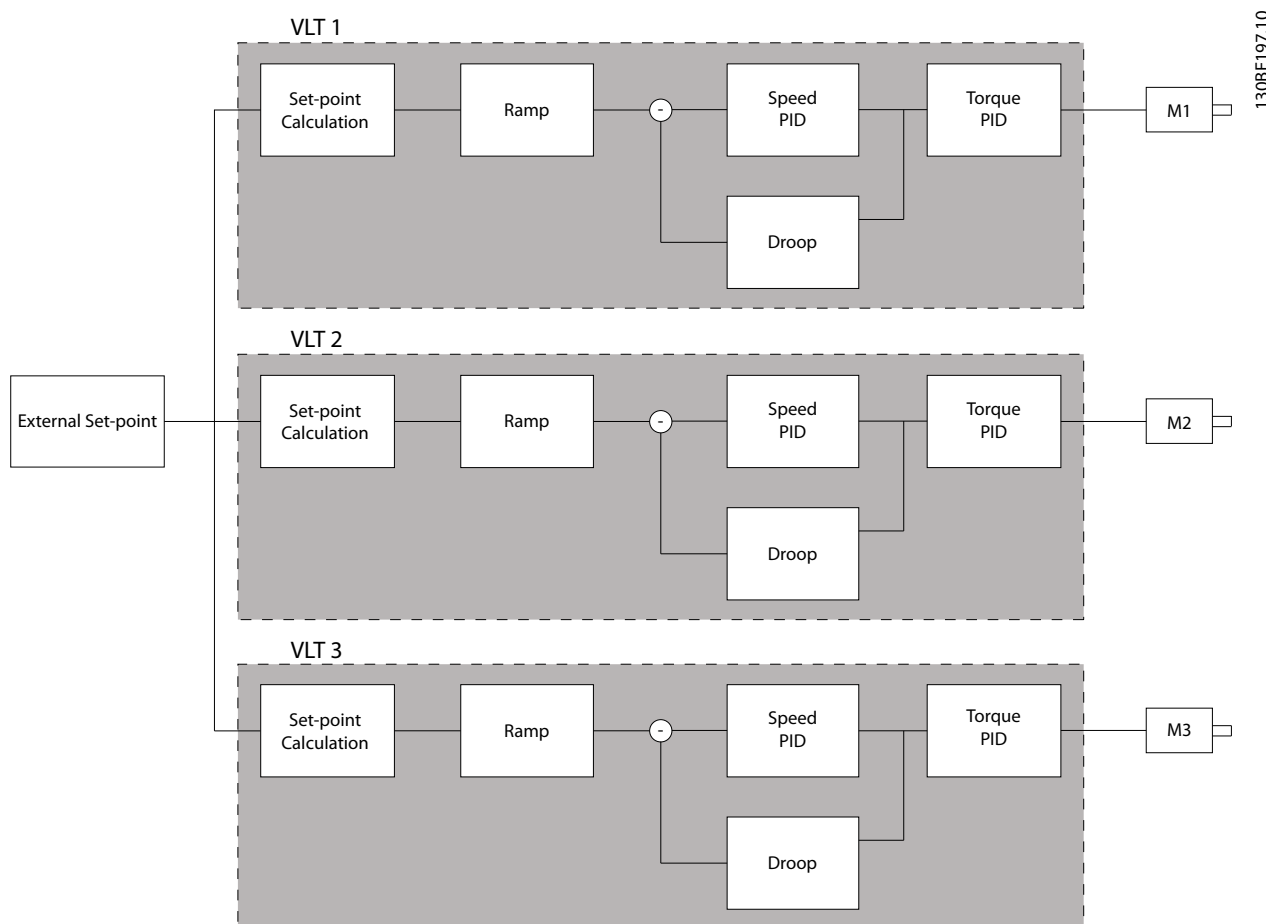 130BF197.10
VLT 1
Set-point
Calculation
Ramp
-
Speed
PID
Torque
PID
M1
Droop
VLT 2
External Set-point
Set-point
Calculation
Ramp
-
Speed
PID
Torque
PID
M2
Droop
VLT 3
Set-point
Calculation
Ramp
-
Speed
PID
Torque
PID
M3
Droop